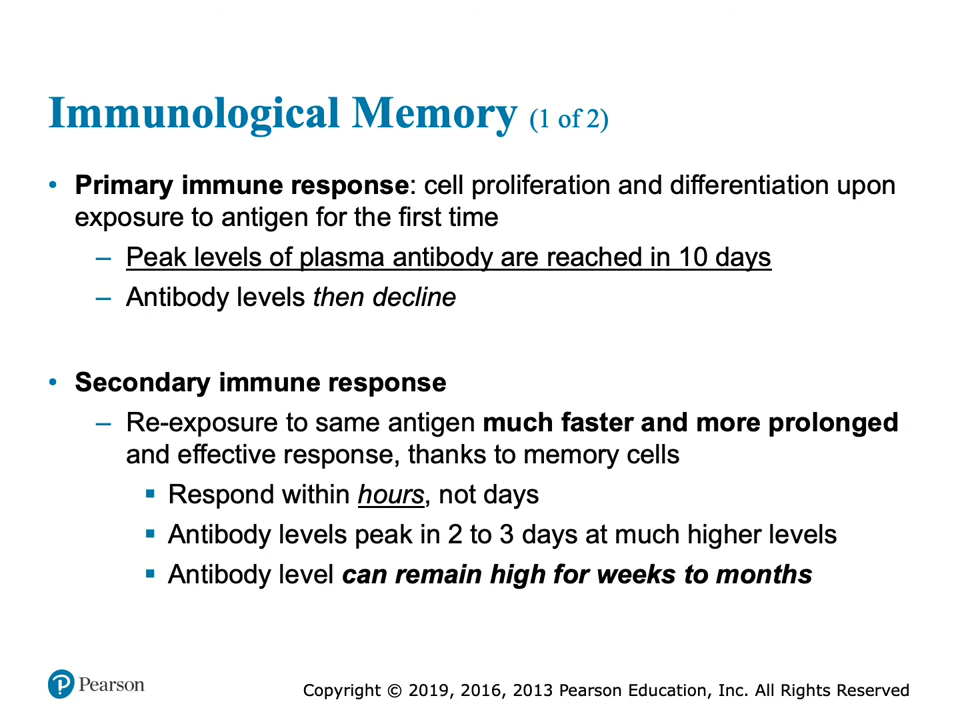 Immunological Memory (1 of 2)
• Primary immune response: cell proliferation and differentiation upon
exposure to antigen for the first time
– Peak levels of plasma antibody are reached in 10 days
– Antibody levels then decline
• Secondary immune response
– Re-exposure to same antigen much faster and more prolonged
and effective response, thanks to memory cells
▪ Respond within hours, not days
▪ Antibody levels peak in 2 to 3 days at much higher levels
▪ Antibody level can remain high for weeks to months
Pearson
Copyright © 2019, 2016, 2013 Pearson Education, Inc. All Rights Reserved